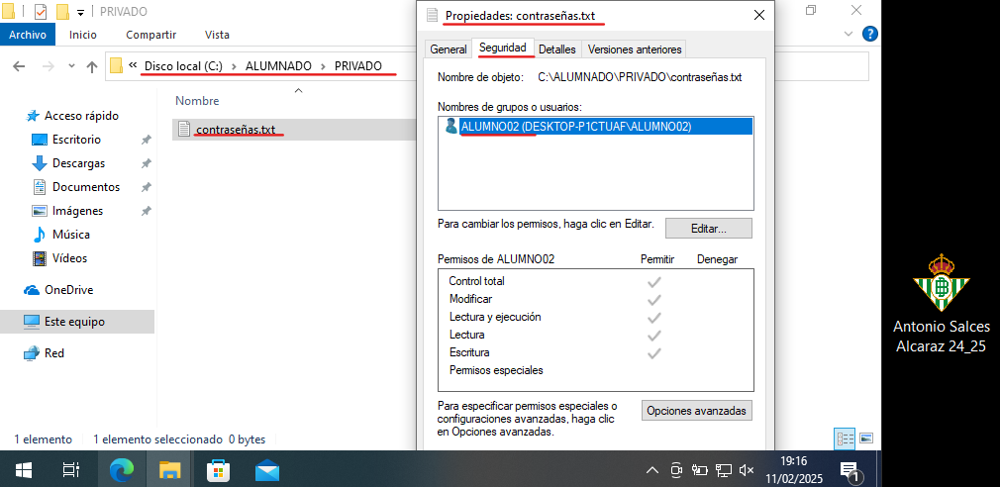 PRIVADO
Archivo
Inicio
Compartir
Vista
« Disco local (C:) > ALUMNADO > PRIVADO
Acceso rápido
Escritorio
Descargas
Documentos
Imágenes
Música
Vídeos
OneDrive
Este equipo
Red
Nombre
contraseñas.txt
1 elemento
1 elemento seleccionado 0 bytes
Propiedades: contraseñas.txt
General
Seguridad
Detalles
Versiones anteriores
Nombre de objeto: C:\ALUMNADO\PRIVADO\contraseñas.txt
Nombres de grupos o usuarios:
ALUMNO02 (DESKTOP-P1CTUAF\ALUMNO02)
Para cambiar los permisos, haga clic en Editar.
Editar...
Permisos de ALUMNO02 Permitir Denegar
Control total
Modificar
Lectura y ejecución
Lectura
Escritura
Permisos especiales
Para especificar permisos especiales o
configuraciones avanzadas, haga clic
en Opciones avanzadas.
Opciones avanzadas
Antonio Salces
Alcaraz 24_25
19:16
11/02/2025
1